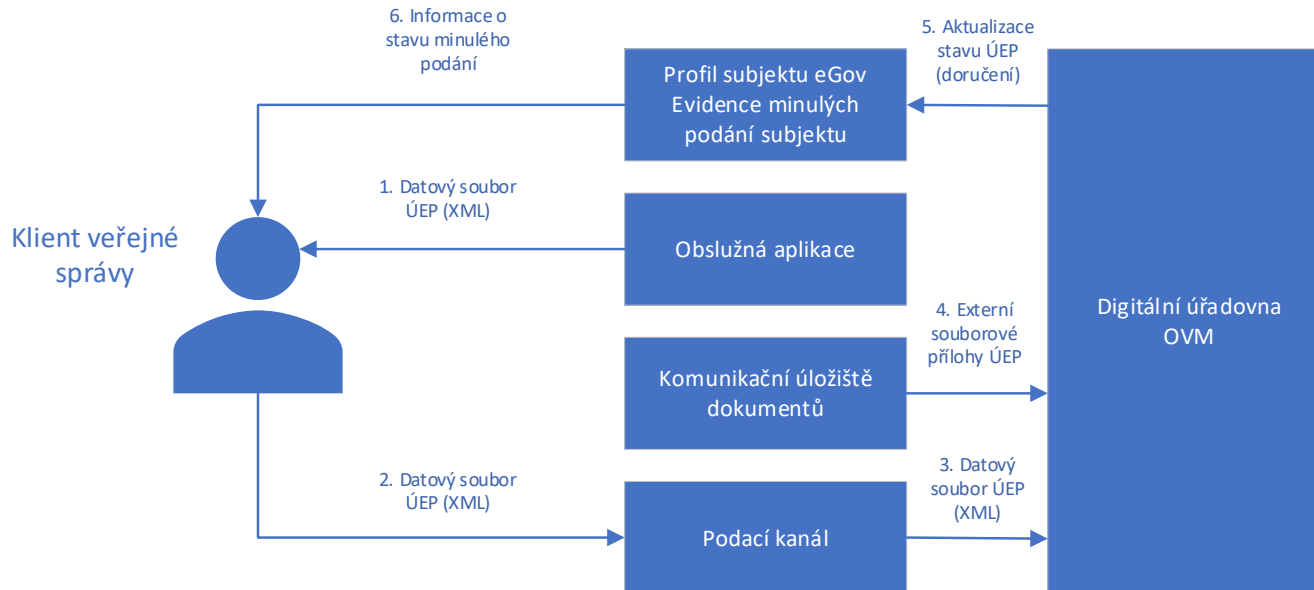 6. Informace o
stavu minulého
podání
5. Aktualizace
stavu ÚEP
(doručení)
Profil subjektu eGov
Evidence minulých
podání subjektu
1. Datový soubor
ÚEP (XML)
Klient veřejné
správy
Obslužná aplikace
Digitální úřadovna
OVM
4. Externí
souborové
přílohy ÚEP
Komunikační úložiště
dokumentů
2. Datový soubor
ÚEP (XML)
3. Datový
soubor ÚEP
(XML)
Podací kanál